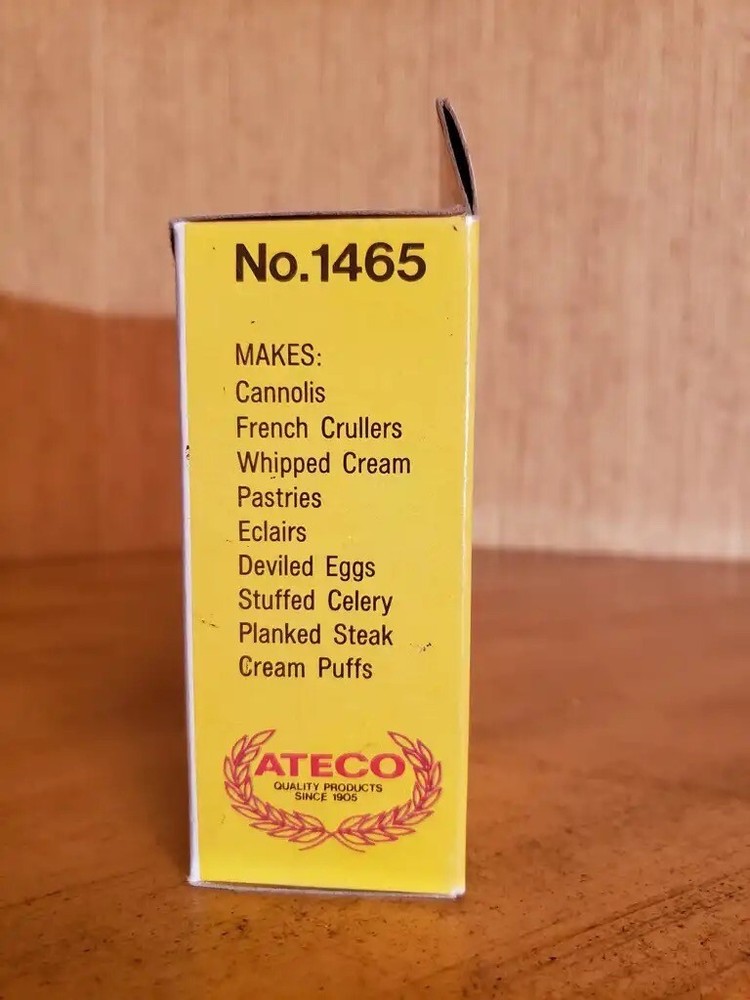 No.1465
MAKES:
Cannolis
French Crullers
Whipped Cream
Pastries
Eclairs
Deviled Eggs
Stuffed Celery
Planked Steak
Cream Puffs
ATECO
QUALITY PRODUCTS
SINCE 1905